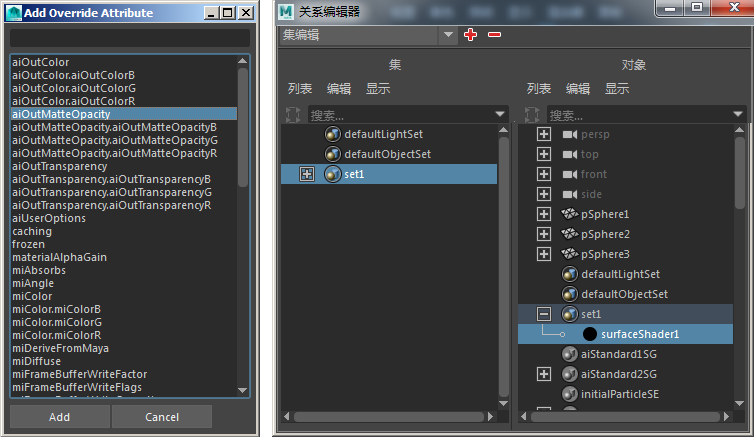 Add Override Attribute
aiOutColor
aiOutColor.aiOutColorB
aiOutColor.aiOutColorG
aiOutColor.aiOutColorR
aiOutMatteOpacity
aiOutMatteOpacity.aiOutMatteOpacityB
aiOutMatteOpacity.aiOutMatteOpacityG
aiOutMatteOpacity.aiOutMatteOpacityR
aiOutTransparency
aiOutTransparency.aiOutTransparencyB
aiOutTransparency.aiOutTransparencyG
aiOutTransparency.aiOutTransparencyR
aiUserOptions
caching
frozen
materialAlphaGain
miAbsorbs
miAngle
miColor
miColor.miColorB
miColor.miColorG
miColor.miColorR
miDeriveFromMaya
miDiffuse
miFrameBufferWriteFactor
miFrameBufferWriteFlags
Add
Cancel
关系编辑器
集编辑
集
列表 编辑 显示
搜索...
defaultLightSet
defaultObjectSet
set1
对象
列表 编辑 显示
搜索...
persp
top
front
side
pSphere1
pSphere2
pSphere3
defaultLightSet
defaultObjectSet
set1
surfaceShader1
aiStandard1SG
aiStandard2SG
initialParticleSE